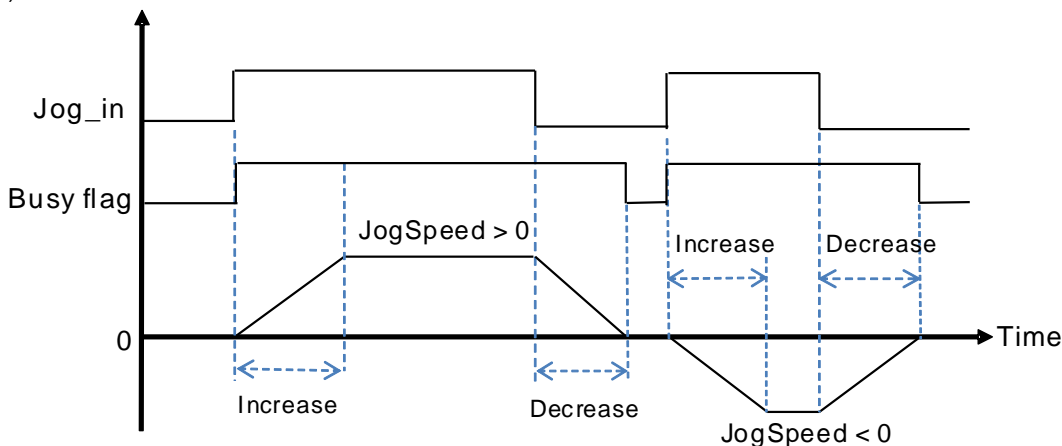 Jog_in
Busy flag
JogSpeed > 0
Increase
Decrease
0
Time
Increase
Decrease
JogSpeed < 0